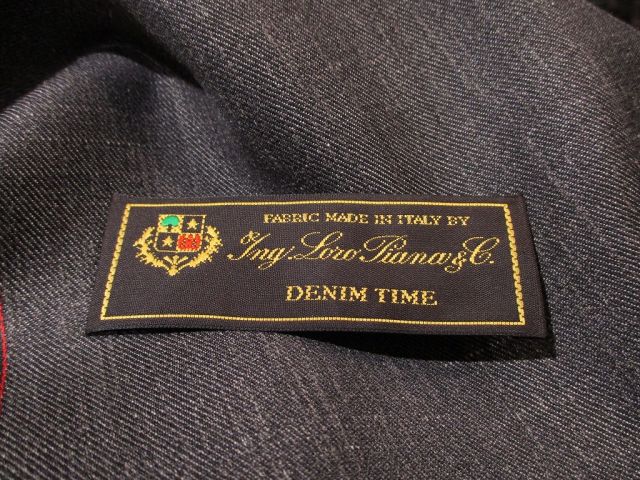 FABRIC MADE IN ITALY BY
Ing. Loro Piana & C.
DENIM TIME